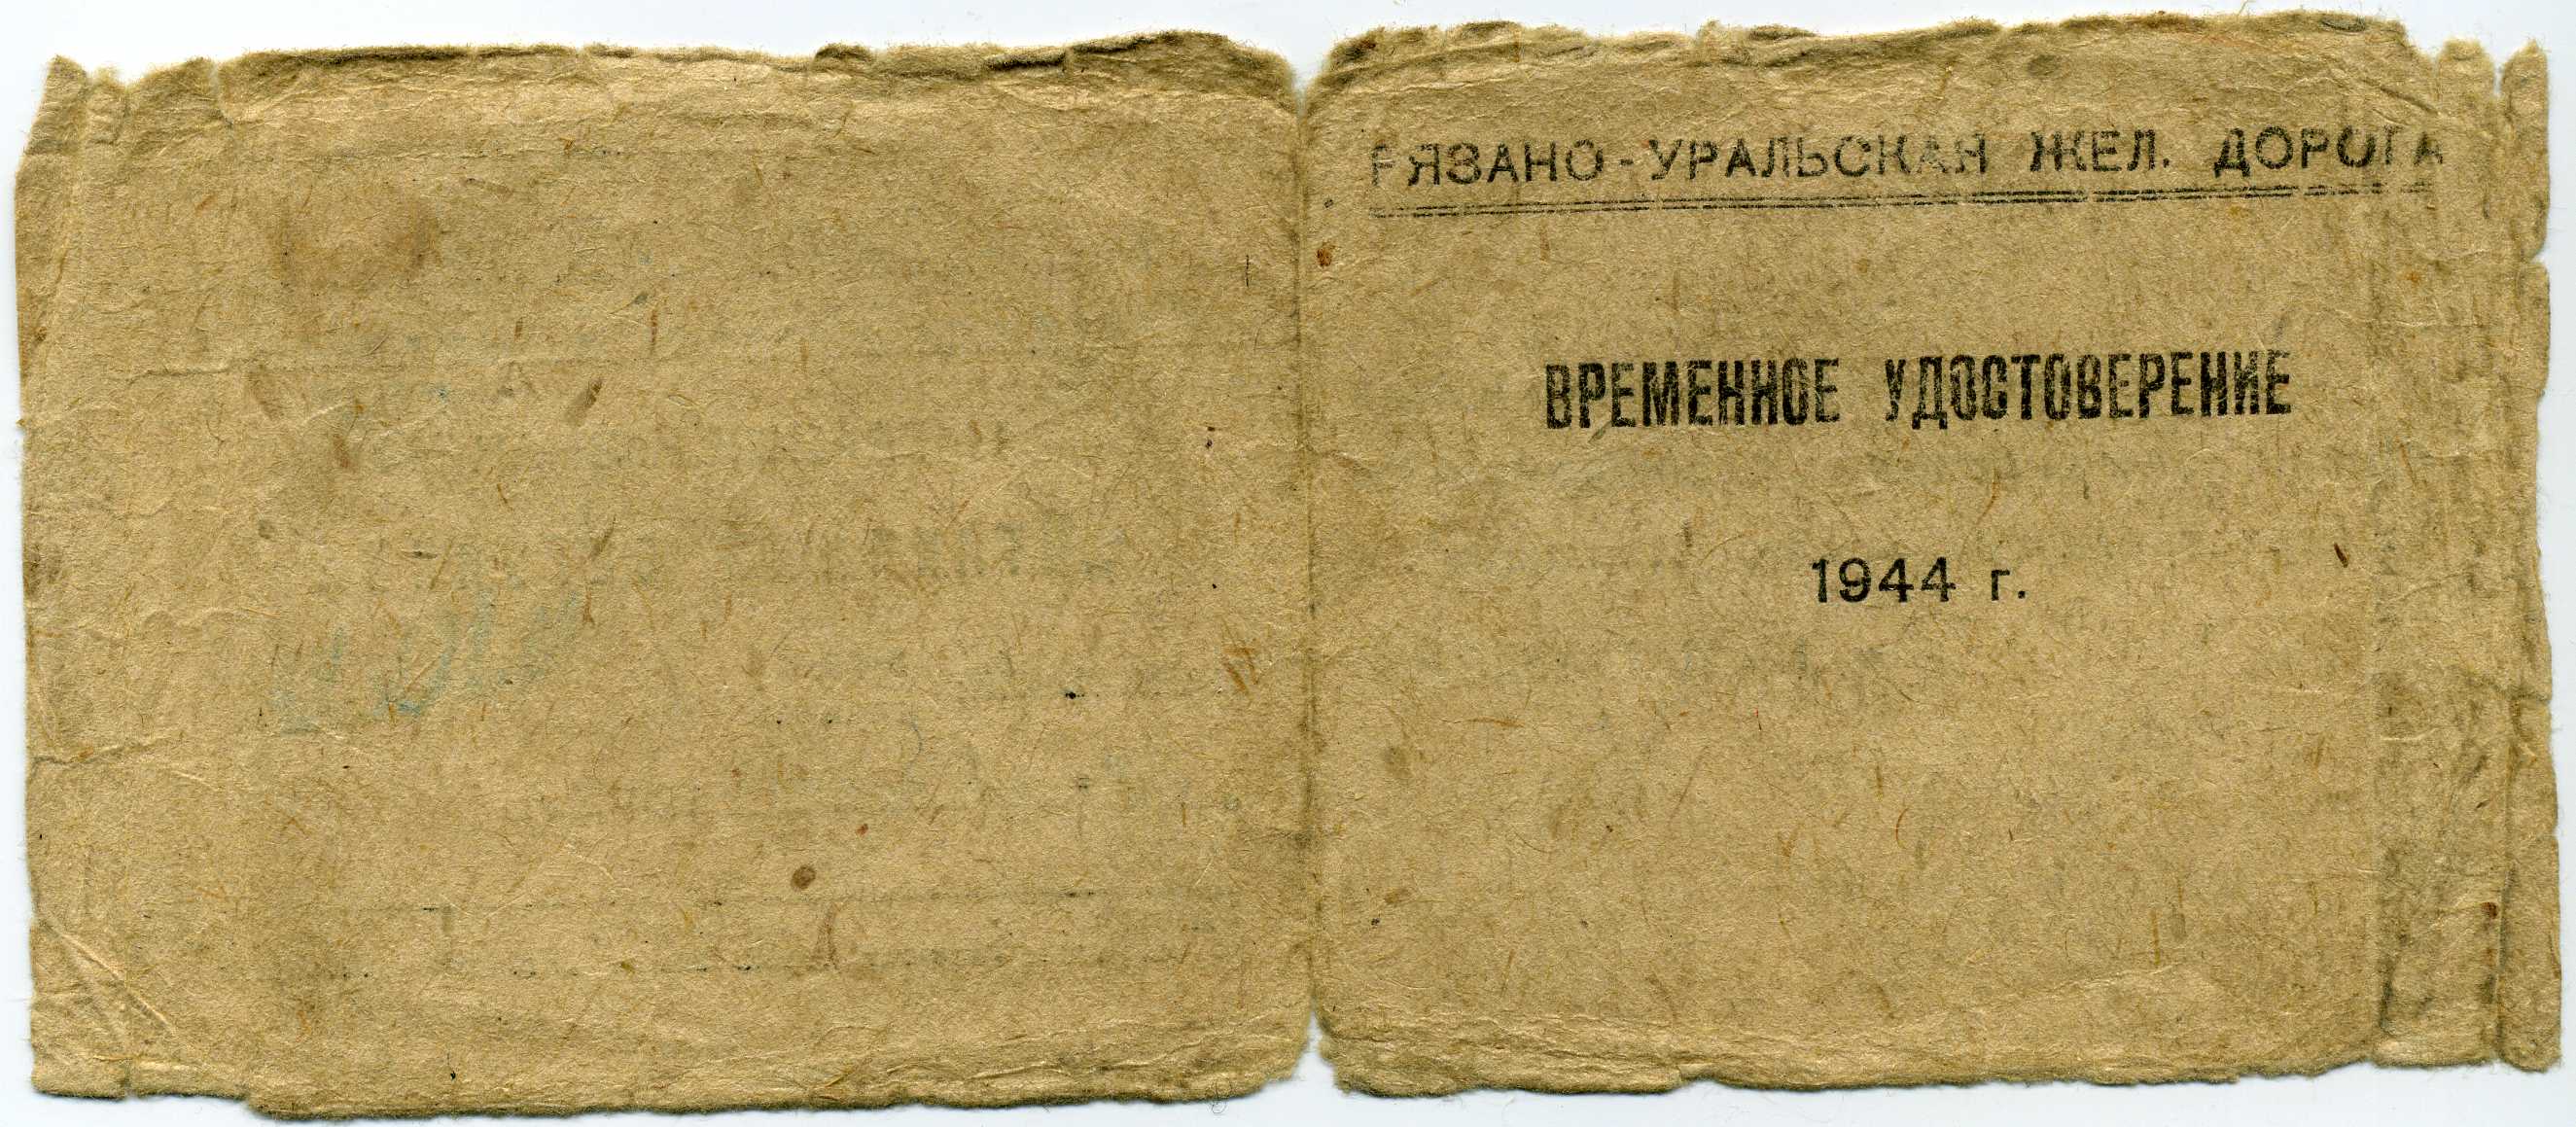 РЯЗАНО-УРАЛЬСКАЯ ЖЕЛ. ДОРОГА
ВРЕМЕННОЕ УДОСТОВЕРЕНИЕ
1944 г.